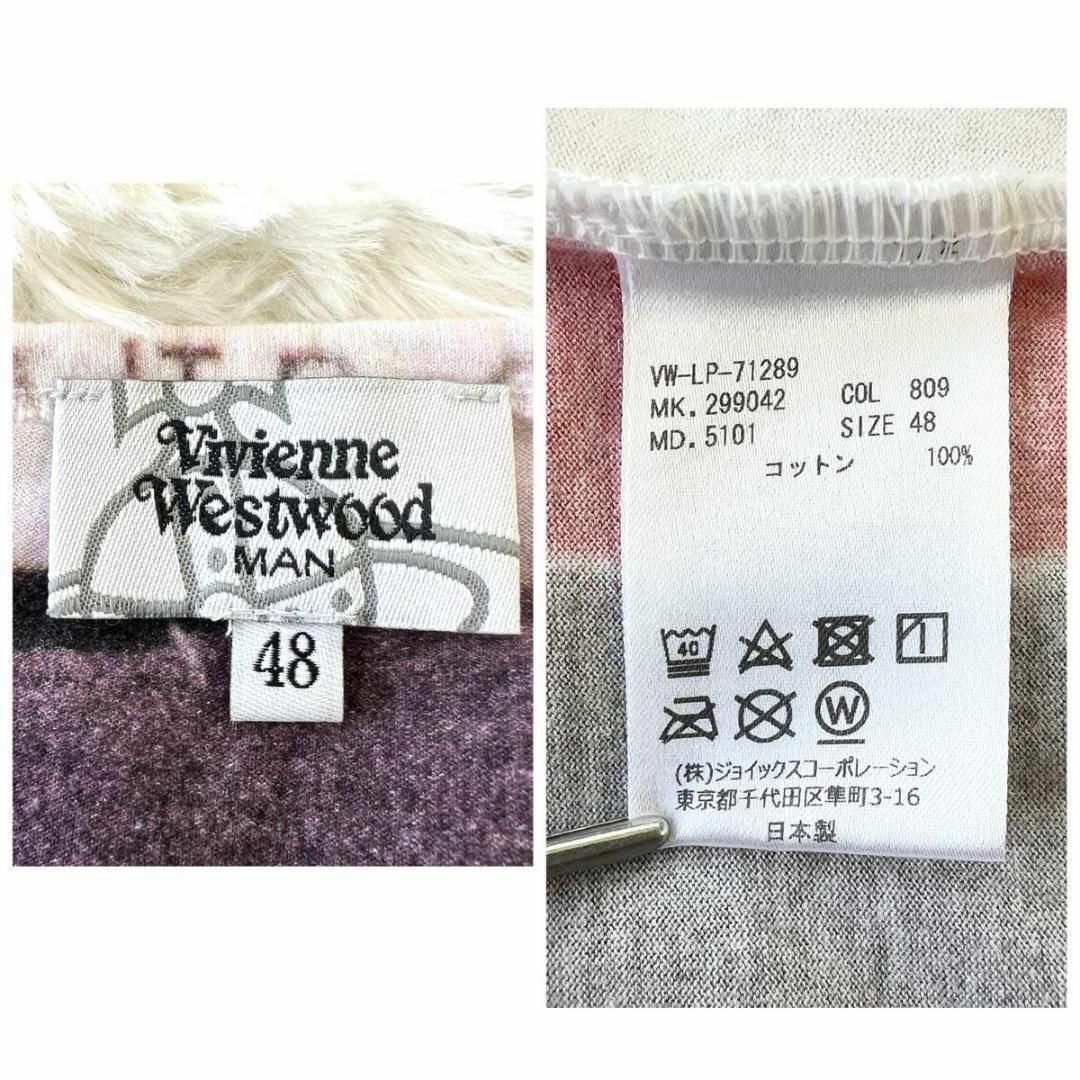 Vivienne
Westwood
MAN
48
VW-LP-71289
MK. 299042 COL 809
MD. 5101 SIZE 48
コットン 100%
40
W
(株)ジョイックスコーポレーション
東京都千代田区隼町3-16
日本製